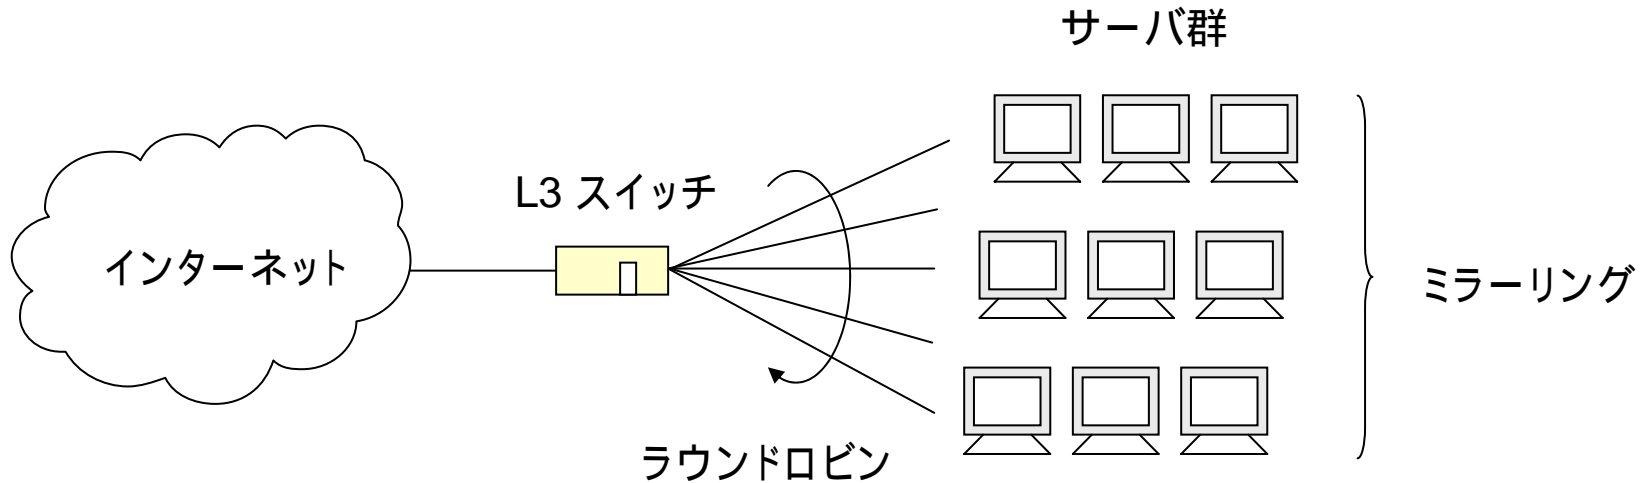 サーバ群
L3 スイッチ
インターネット
ミラーリング
ラウンドロビン